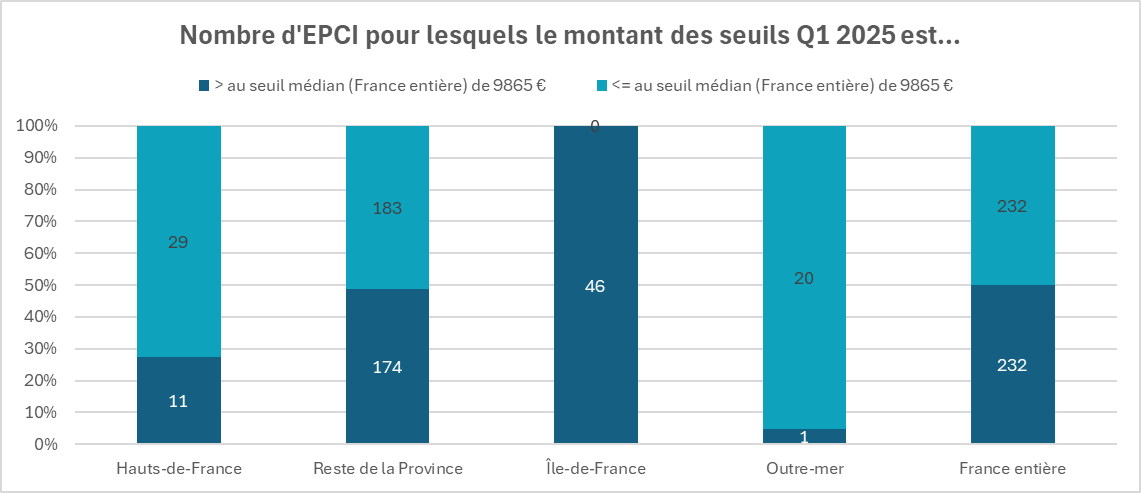 Nombre d'EPCI pour lesquels le montant des seuils Q1 2025 est...
> au seuil médian (France entière) de 9865 €
<= au seuil médian (France entière) de 9865 €
100%
90%
80%
70%
60%
50%
40%
30%
20%
10%
0%
29
11
183
174
0
46
20
1
232
232
Hauts-de-France
Reste de la Province
Île-de-France
Outre-mer
France entière